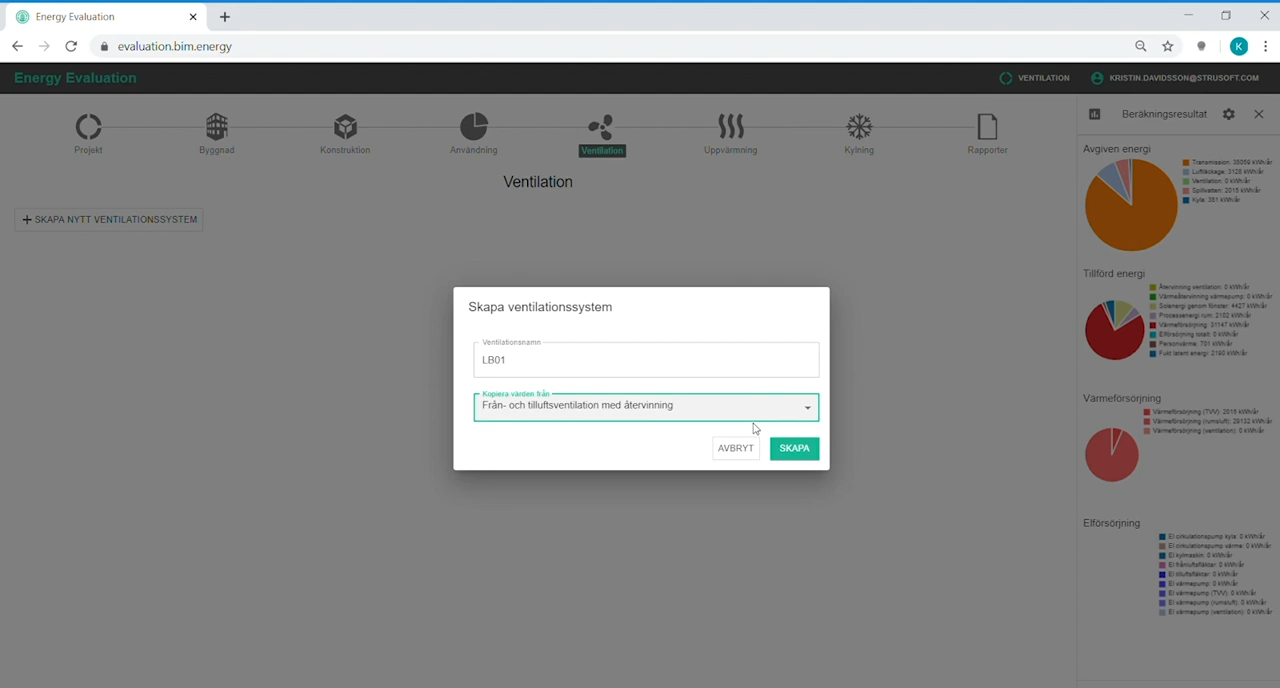 Energy Evaluation
evaluation.bim.energy
K
Energy Evaluation
VENTILATION
KRISTIN.DAVIDSSON@STRUSOFT.COM
Projekt
Byggnad
Konstruktion
Användning
Ventilation
Uppvärmning
Kylning
Rapporter
Ventilation
SKAPA NYTT VENTILATIONSSYSTEM
Skapa ventilationssystem
Ventilationsnamn
LB01
Kopiera värden från
Från- och tilluftsventilation med återvinning
AVBRYT
SKAPA
Beräkningsresultat
Avgiven energi
Transmission: 35059 kWh/år
Luftläckage: 3128 kWh/år
Ventilation: 0 kWh/år
Spillvatten: 2015 kWh/år
Kyla: 351 kWh/år
Tillförd energi
Återvinning ventilation: 0 kWh/år
Värmeåtervinning värmepump: 0 kWh/år
Solenergi genom fönster: 4427 kWh/år
Processenergi rum: 2102 kWh/år
Värmeförsörjning: 31147 kWh/år
Elförsörjning totalt: 0 kWh/år
Personvärme: 701 kWh/år
Fukt latent energi: 2190 kWh/år
Värmeförsörjning
Värmeförsörjning (TVV): 2015 kWh/år
Värmeförsörjning (rumsluft): 29132 kWh/år
Värmeförsörjning (ventilation): 0 kWh/år
Elförsörjning
El cirkulationspump kyla: 0 kWh/år
El cirkulationspump värme: 0 kWh/år
El kylmaskin: 0 kWh/år
El frånluftsfläktar: 0 kWh/år
El tilluftsfläktar: 0 kWh/år
El värmepump: 0 kWh/år
El värmepump (TVV): 0 kWh/år
El värmepump (rumsluft): 0 kWh/år
El värmepump (ventilation): 0 kWh/år